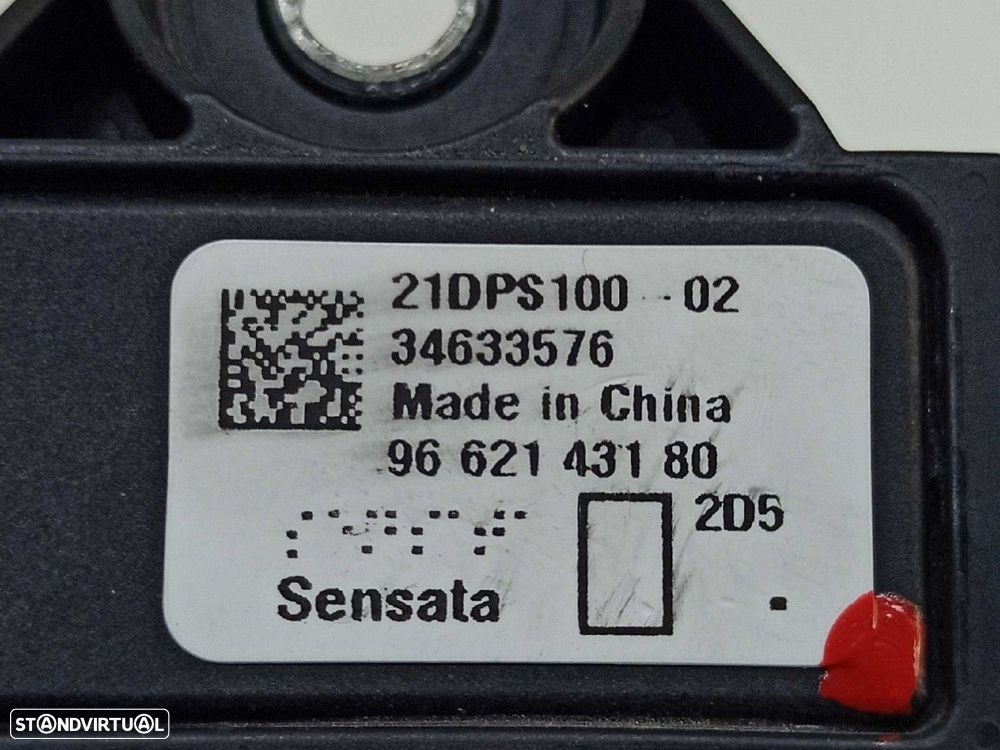 21DPS100 - 02
34633576
Made in China
96 621 431 80
2D5
Sensata
STANDVIRTUAL